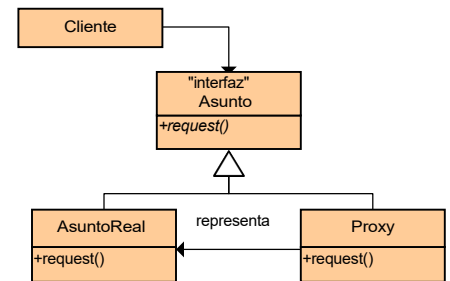 Cliente
"interfaz"
Asunto
+request()
AsuntoReal
representa
Proxy
+request()
+request()